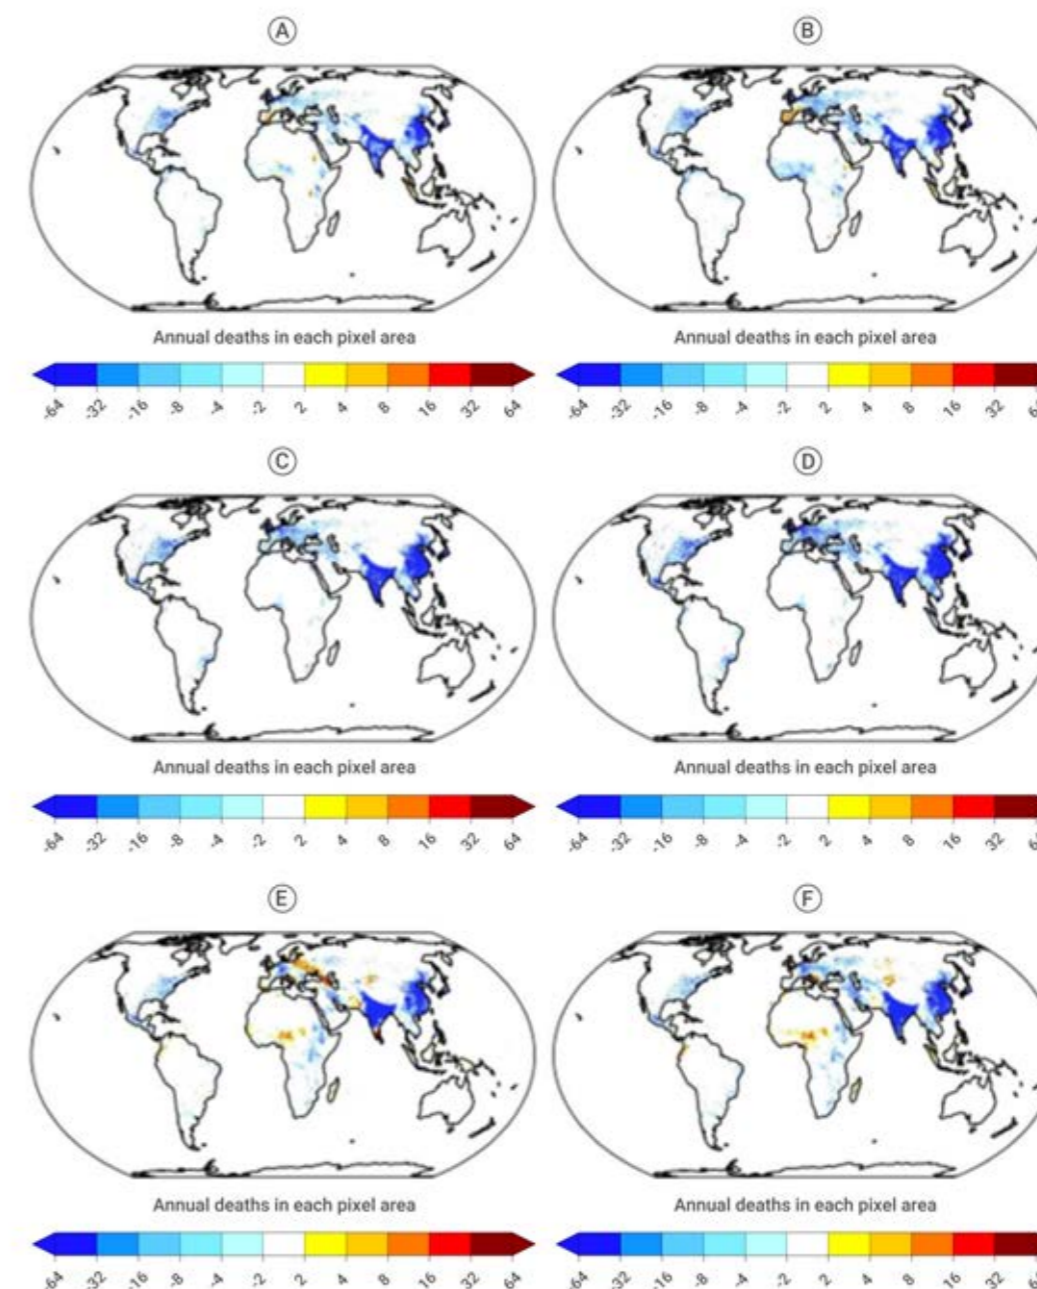 A
B
Annual deaths in each pixel area
Annual deaths in each pixel area
-64 -32 -16 -8 -4 -2 2 4 8 16 32 64
-64 -32 -16 -8 -4 -2 2 4 8 16 32
C
D
Annual deaths in each pixel area
Annual deaths in each pixel area
-64 -32 -16 -8 -4 -2 2 4 8 16 32 64
-64 -32 -16 -8 -4 -2 2 4 8 16 32
E
F
Annual deaths in each pixel area
Annual deaths in each pixel area
-64 -32 -16 -8 -4 -2 2 4 8 16 32 64
-64 -32 -16 -8 -4 -2 2 4 8 16 32